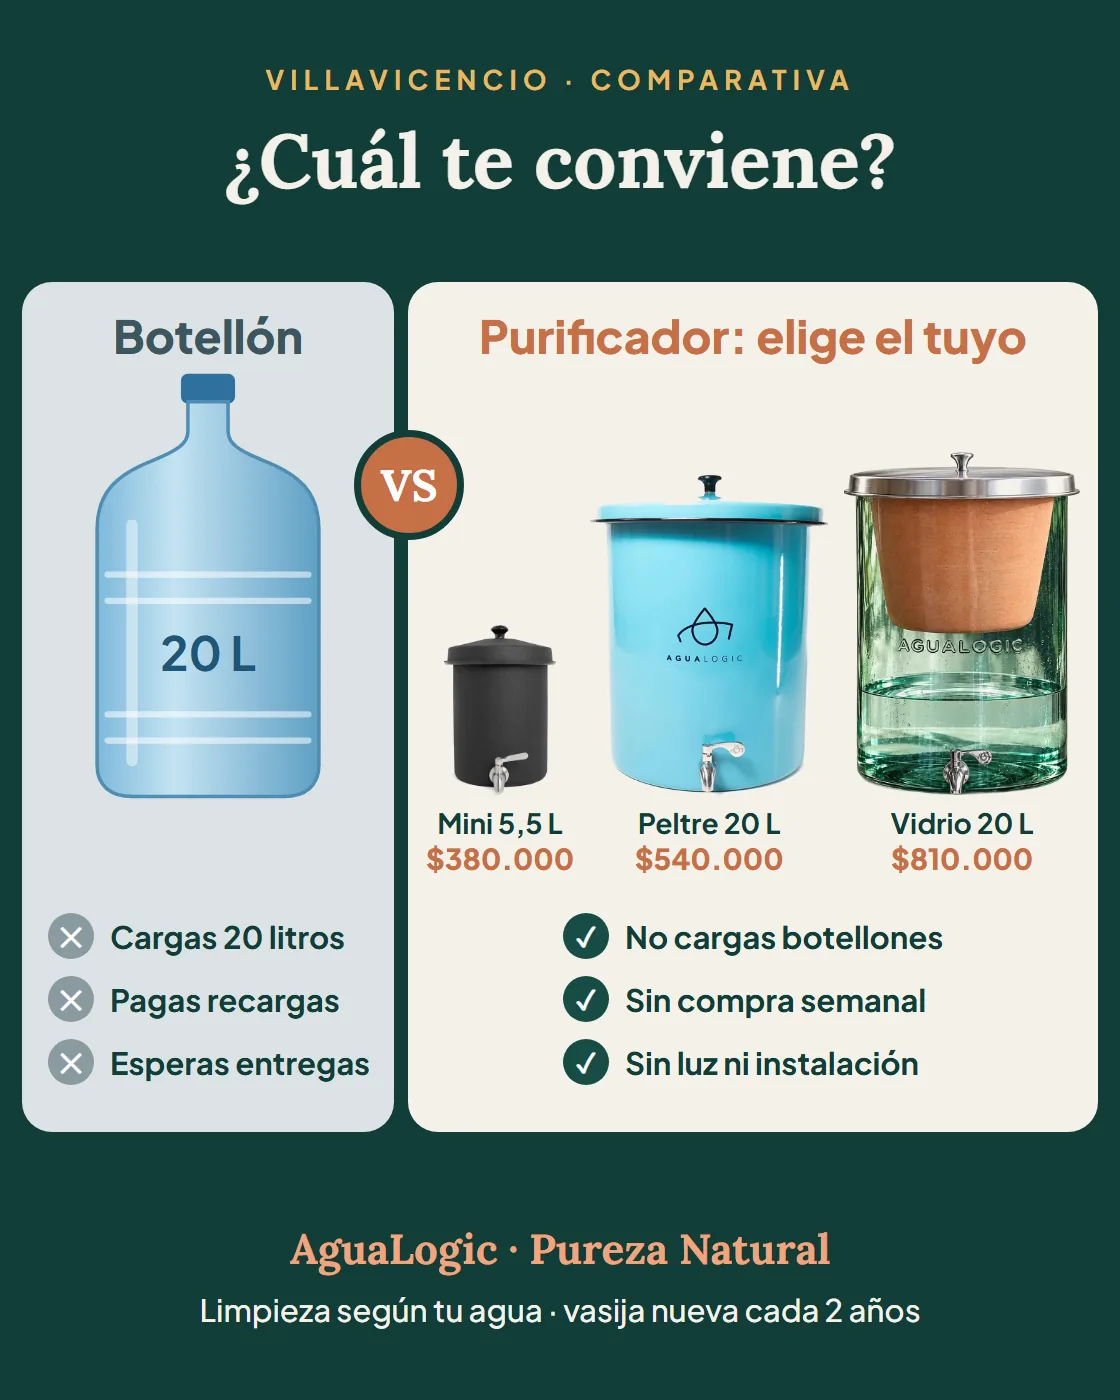 VILLAVICENCIO · COMPARATIVA
¿Cuál te conviene?
Botellón
20 L
Cargas 20 litros
Pagas recargas
Esperas entregas
VS
Purificador: elige el tuyo
AGUALOGIC
AGUALOGIC
Mini 5,5 L
$380.000
Peltre 20 L
$540.000
Vidrio 20 L
$810.000
No cargas botellones
Sin compra semanal
Sin luz ni instalación
AguaLogic · Pureza Natural
Limpieza según tu agua · vasija nueva cada 2 años